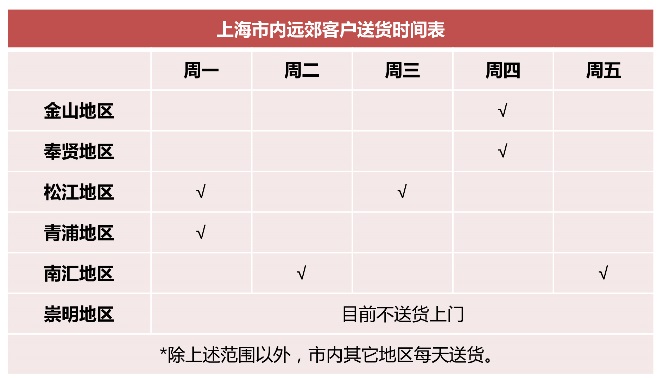 上海市内远郊客户送货时间表
周一 周二 周三 周四 周五
金山地区 √
奉贤地区 √
松江地区 √ √
青浦地区 √
南汇地区 √ √
崇明地区 目前不送货上门
*除上述范围以外，市内其它地区每天送货。